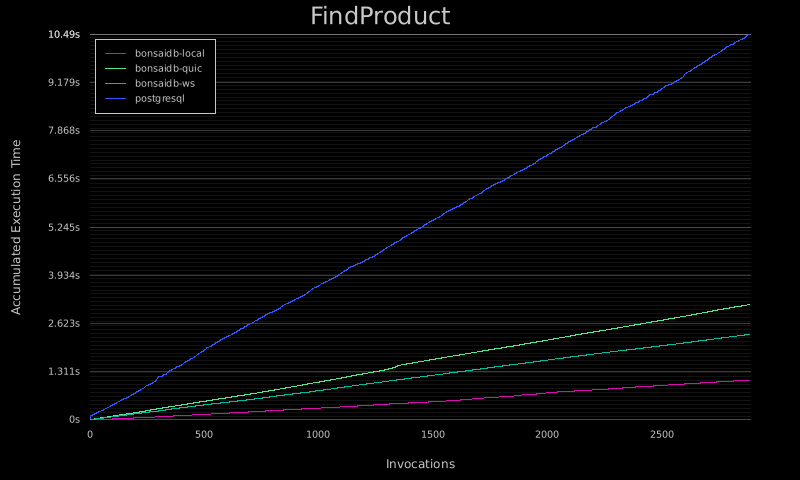 FindProduct
10.49s
9.179s
7.868s
6.556s
5.245s
3.934s
2.623s
1.311s
0s
bonsaidb-local
bonsaidb-quic
bonsaidb-ws
postgresql
Accumulated Execution Time
0 500 1000 1500 2000 2500
Invocations